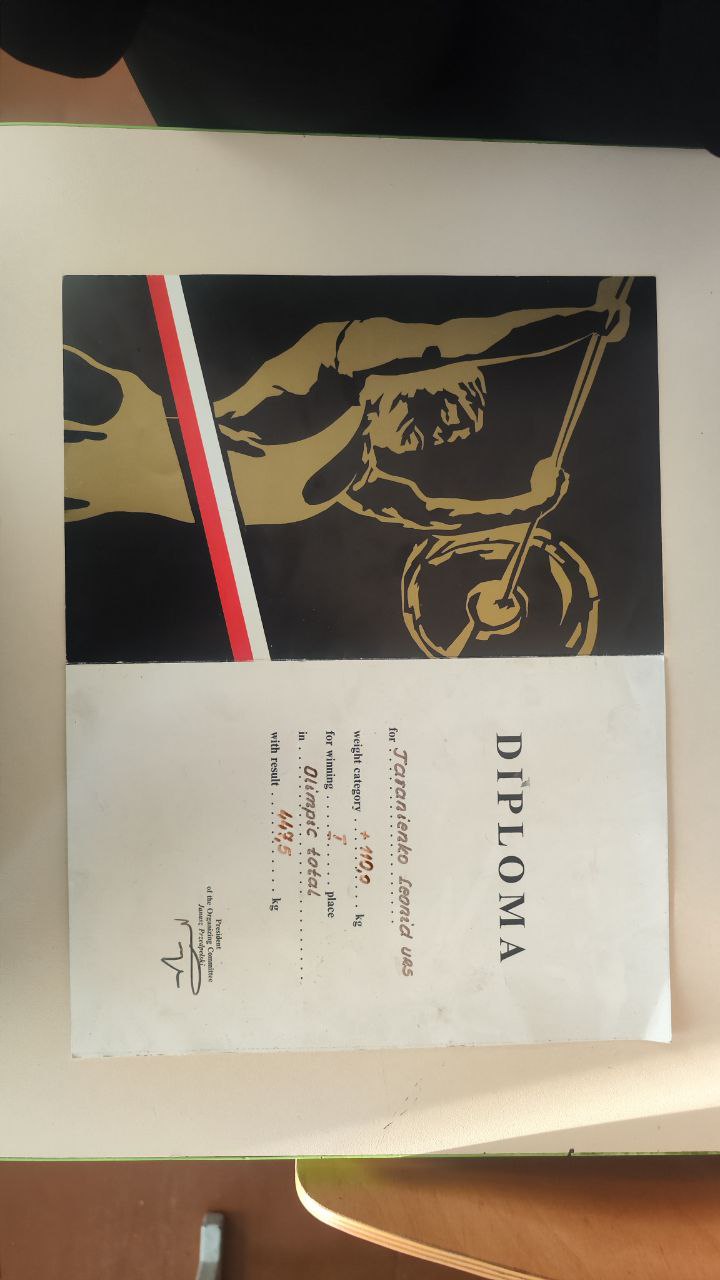 DIPLOMA
for Taranienko Leonid URS
weight category . . + 110,0 . . . . kg
for winning . . . . I . . . . . . place
in Olimpic total
with result . . . 447,5 . . . . . . kg
President
of the Organizing Committee
Janusz Przedpelski